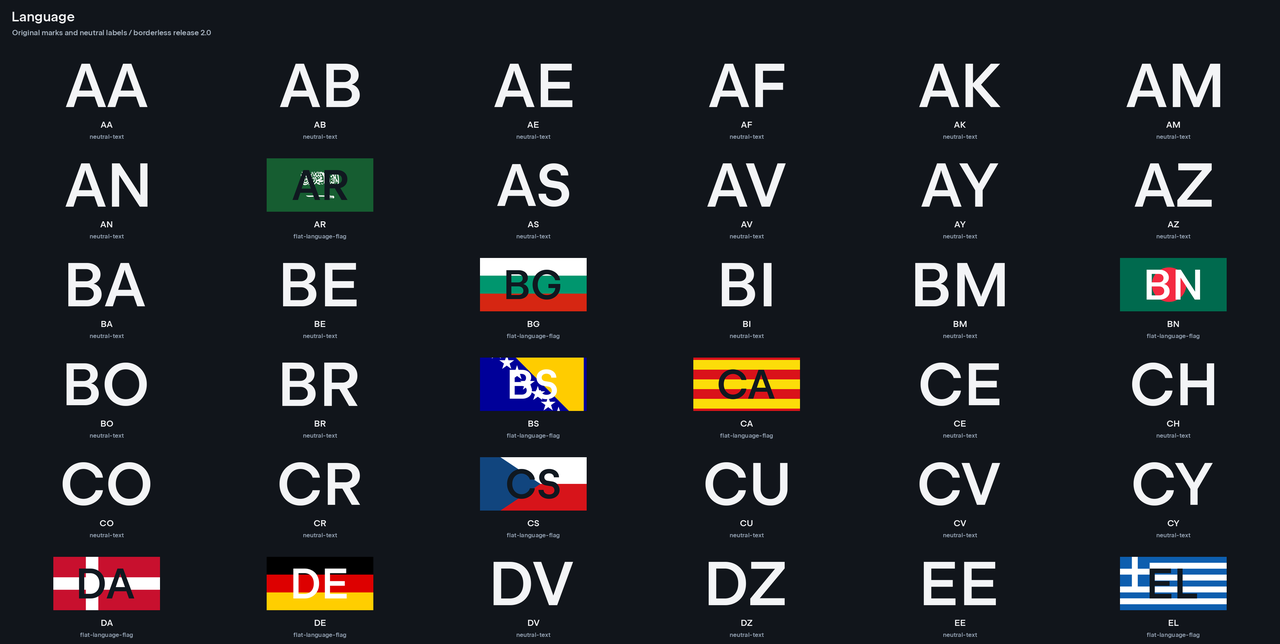 Language
Original marks and neutral labels / borderless release 2.0
AA AB AE AF AK AM
AA AB AE AF AK AM
neutral-text neutral-text neutral-text neutral-text neutral-text neutral-text
AN AR AS AV AY AZ
AN AR AS AV AY AZ
neutral-text flat-language-flag neutral-text neutral-text neutral-text neutral-text
BA BE BG BI BM BN
BA BE BG BI BM BN
neutral-text neutral-text flat-language-flag neutral-text neutral-text flat-language-flag
BO BR BS CA CE CH
BO BR BS CA CE CH
neutral-text neutral-text flat-language-flag flat-language-flag neutral-text neutral-text
CO CR CS CU CV CY
CO CR CS CU CV CY
neutral-text neutral-text flat-language-flag neutral-text neutral-text neutral-text
DA DE DV DZ EE EL
DA DE DV DZ EE EL
flat-language-flag flat-language-flag neutral-text neutral-text neutral-text flat-language-flag